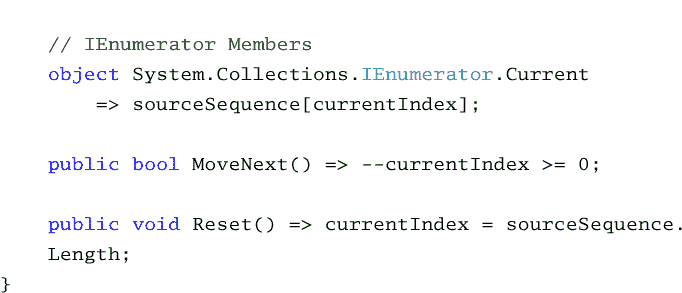 // IEnumerator Members
object System.Collections.IEnumerator.Current
=> sourceSequence[currentIndex];
public bool MoveNext() => --currentIndex >= 0;
public void Reset() => currentIndex = sourceSequence.
Length;
}